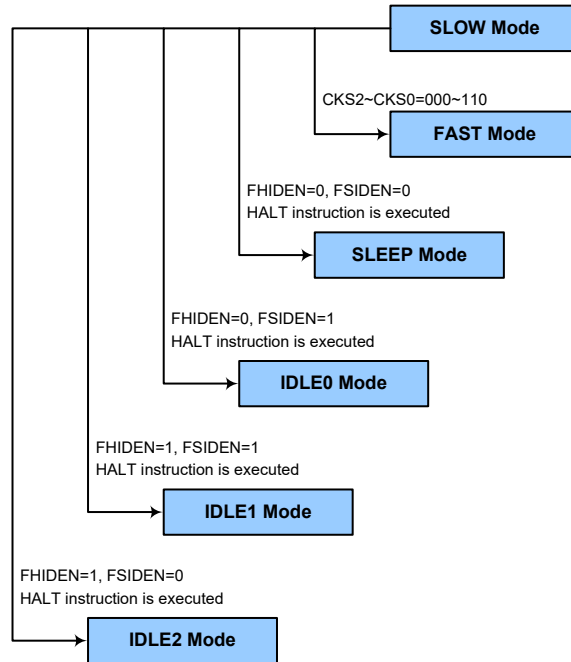 SLOW Mode
CKS2~CKS0=000~110
FAST Mode
FHIDEN=0, FSIDEN=0
HALT instruction is executed
SLEEP Mode
FHIDEN=0, FSIDEN=1
HALT instruction is executed
IDLE0 Mode
FHIDEN=1, FSIDEN=1
HALT instruction is executed
IDLE1 Mode
FHIDEN=1, FSIDEN=0
HALT instruction is executed
IDLE2 Mode